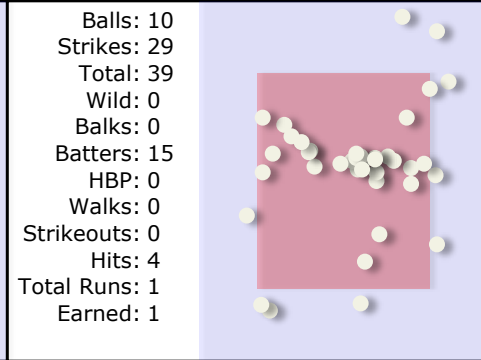 Balls: 10
Strikes: 29
Total: 39
Wild: 0
Balks: 0
Batters: 15
HBP: 0
Walks: 0
Strikeouts: 0
Hits: 4
Total Runs: 1
Earned: 1